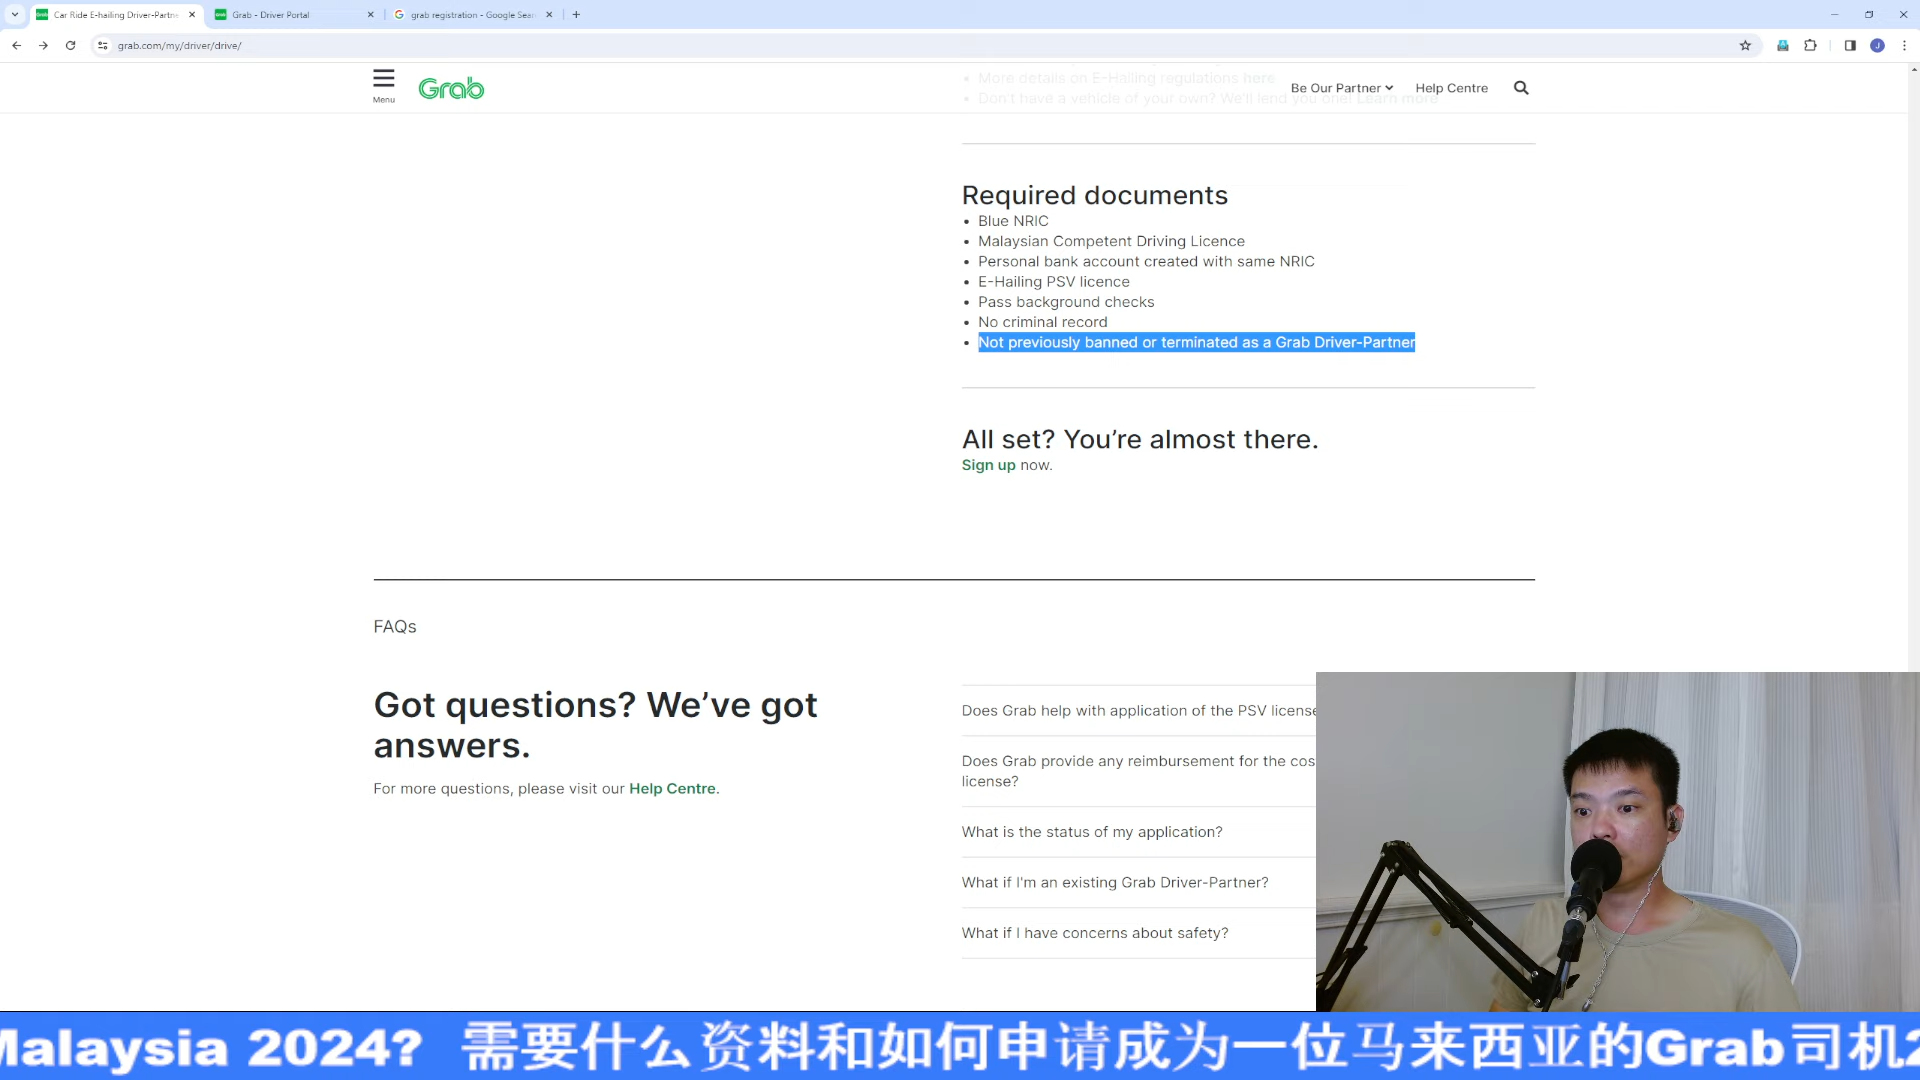 Car Ride E-hailing Driver-Partne
Grab - Driver Portal
grab registration - Google Sear
grab.com/my/driver/drive/
J
Menu
Grab
Be Our Partner
Help Centre
More details on E-Hailing regulations here
Don't have a vehicle of your own? We'll lend you one! Learn more
Required documents
Blue NRIC
Malaysian Competent Driving Licence
Personal bank account created with same NRIC
E-Hailing PSV licence
Pass background checks
No criminal record
Not previously banned or terminated as a Grab Driver-Partner
All set? You’re almost there.
Sign up now.
FAQs
Got questions? We’ve got
answers.
For more questions, please visit our Help Centre.
Does Grab help with application of the PSV license
Does Grab provide any reimbursement for the cos
license?
What is the status of my application?
What if I'm an existing Grab Driver-Partner?
What if I have concerns about safety?
Malaysia 2024? 需要什么资料和如何申请成为一位马来西亚的Grab司机2